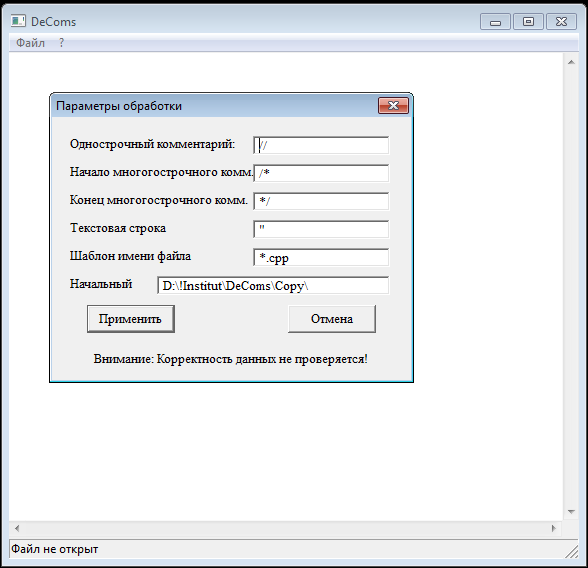 DeComs
Файл ?
Параметры обработки
Однострочный комментарий: //
Начало многогострочного комм. /*
Конец многогострочного комм. */
Текстовая строка "
Шаблон имени файла *.cpp
Начальный D:\!Institut\DeComs\Copy\
Применить Отмена
Внимание: Корректность данных не проверяется!
Файл не открыт